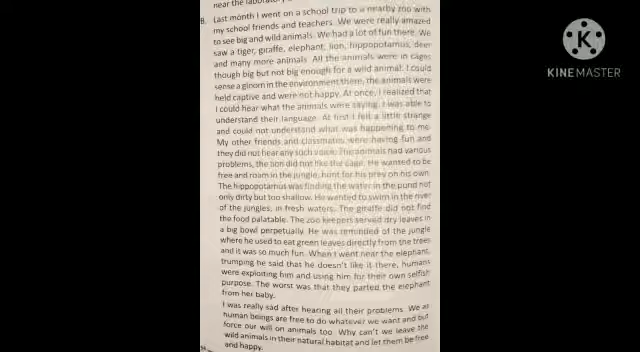 near the laborato
8. Last month I went on a school trip to a nearby zoo with
my school friends and teachers. We were really amazed
to see big and wild animals. We had a lot of fun there. We
saw a tiger, giraffe, elephant, lion, hippopotamus, deer
and many more animals. All the animals were in cages
though big but not big enough for a wild animal. I could
sense a gloom in the environment there, the animals were
held captive and were not happy. At once, I realized that
I could hear what the animals were saying. I was able to
understand their language. At first I felt a little strange
and could not understand what was happening to me.
My other friends and classmates were having fun and
they did not hear any such voice. The animals had various
problems, the lion did not like the cage. He wanted to be
free and roam in the jungle, hunt for his prey on his own.
The hippopotamus was finding the water in the pond not
only dirty but too shallow. He wanted to swim in the river
of the jungles, in fresh waters. The giraffe did not find
the food palatable. The zoo keepers served dry leaves in
a big bowl perpetually. He was reminded of the jungle
where he used to eat green leaves directly from the trees
and it was so much fun. When I went near the elephant,
trumping he said that he doesn't like it there, humans
were exploiting him and using him for their own selfish
purpose. The worst was that they parted the elephant
from her baby.
I was really sad after hearing all their problems. We as
human beings are free to do whatever we want and but
force our will on animals too. Why can't we leave the
wild animals in their natural habitat and let them be free
and happy.
KINEMASTER